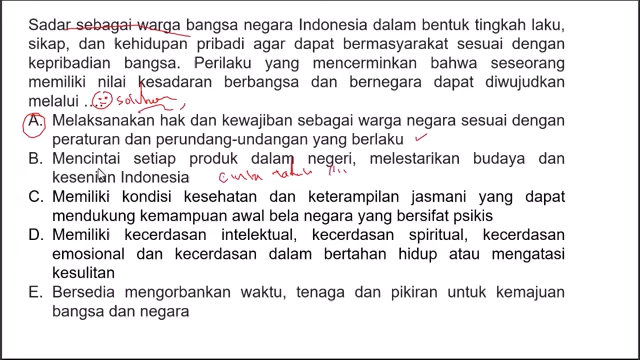 Sadar sebagai warga bangsa negara Indonesia dalam bentuk tingkah laku,
sikap, dan kehidupan pribadi agar dapat bermasyarakat sesuai dengan
kepribadian bangsa. Perilaku yang mencerminkan bahwa seseorang
memiliki nilai kesadaran berbangsa dan bernegara dapat diwujudkan
melalui ...
A. Melaksanakan hak dan kewajiban sebagai warga negara sesuai dengan
peraturan dan perundang-undangan yang berlaku
B. Mencintai setiap produk dalam negeri, melestarikan budaya dan
kesenian Indonesia
C. Memiliki kondisi kesehatan dan keterampilan jasmani yang dapat
mendukung kemampuan awal bela negara yang bersifat psikis
D. Memiliki kecerdasan intelektual, kecerdasan spiritual, kecerdasan
emosional dan kecerdasan dalam bertahan hidup atau mengatasi
kesulitan
E. Bersedia mengorbankan waktu, tenaga dan pikiran untuk kemajuan
bangsa dan negara